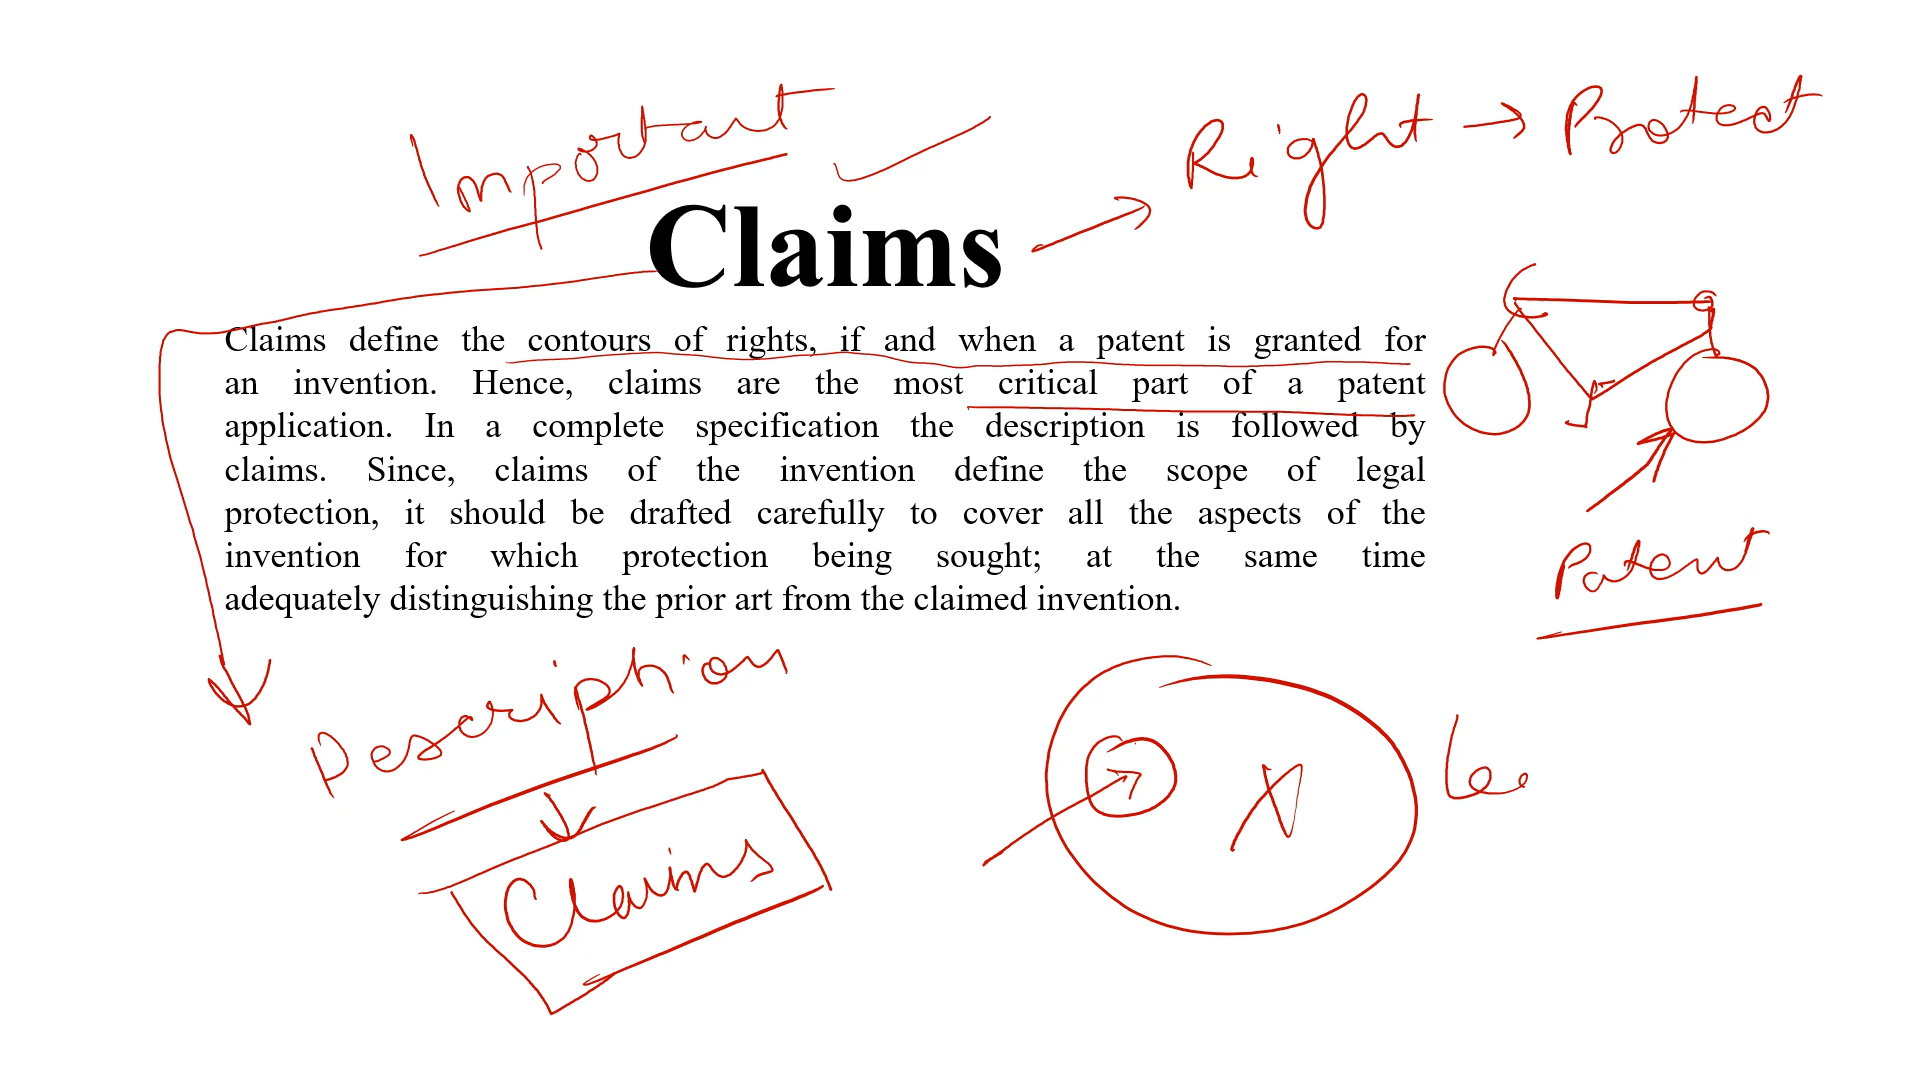 Important
Right → Protect
Claims
Claims define the contours of rights, if and when a patent is granted for
an invention. Hence, claims are the most critical part of a patent
application. In a complete specification the description is followed by
claims. Since, claims of the invention define the scope of legal
protection, it should be drafted carefully to cover all the aspects of the
invention for which protection being sought; at the same time
adequately distinguishing the prior art from the claimed invention.
Patent
Description
Claims